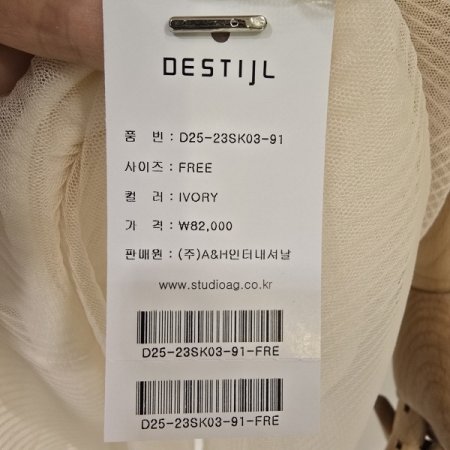 DESTIJL
품 번 : D25-23SK03-91
사이즈 : FREE
컬 러 : IVORY
가 격 : ₩82,000
판매원 : (주)A&H인터내셔날
www.studioag.co.kr
D25-23SK03-91-FRE
D25-23SK03-91-FRE